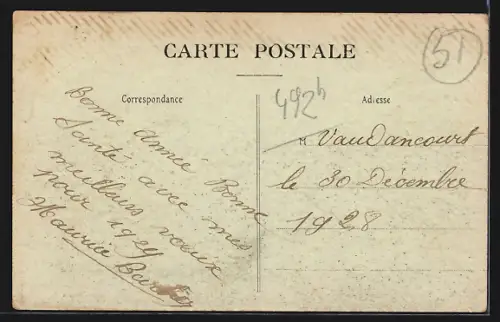 CARTE POSTALE
51
492h
Correspondance
Adresse
Bonne année Bonne
Santé avec mes
meilleurs vœux
pour 1929
Maurice
M Vaudancourt
le 30 Décembre
1928